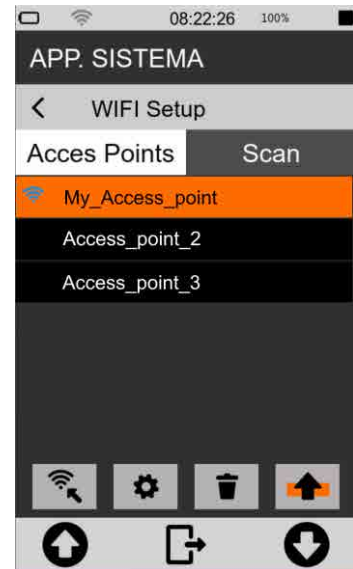 08:22:26 100%
APP. SISTEMA
< WIFI Setup
Acces Points Scan
My_Access_point
Access_point_2
Access_point_3